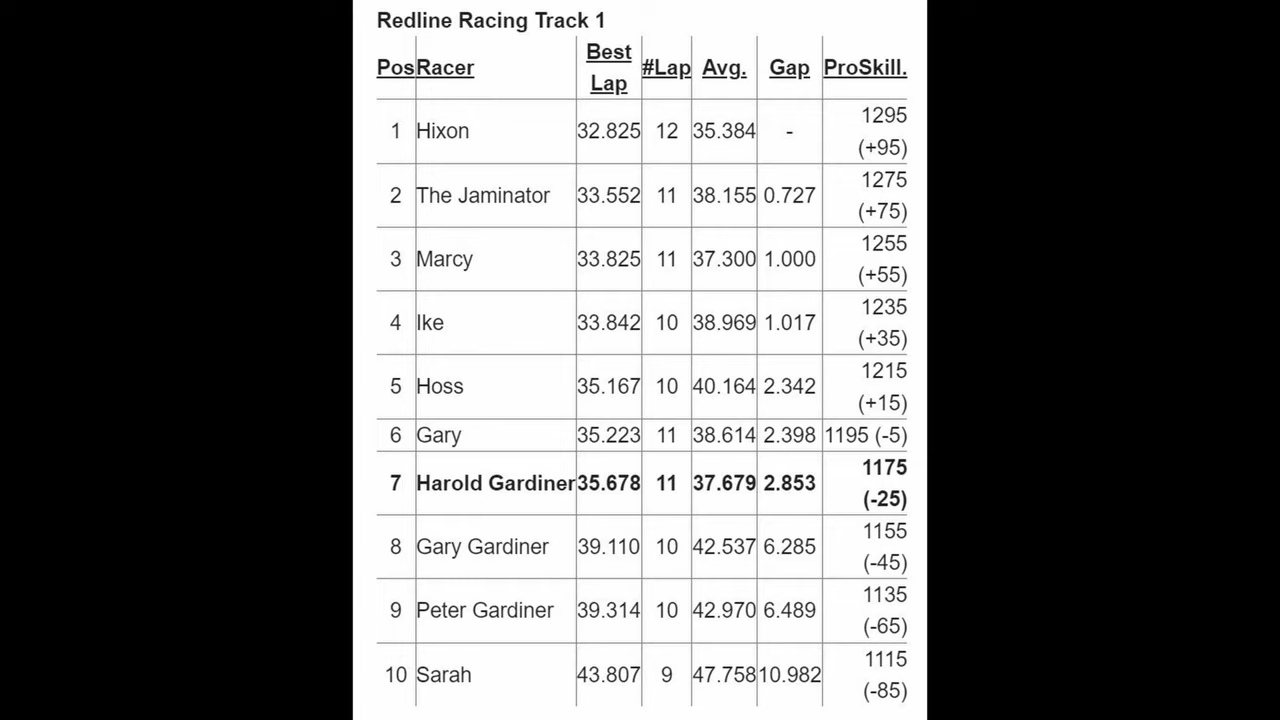 Redline Racing Track 1
Pos Racer Best Lap #Lap Avg. Gap ProSkill.
1 Hixon 32.825 12 35.384 - 1295 (+95)
2 The Jaminator 33.552 11 38.155 0.727 1275 (+75)
3 Marcy 33.825 11 37.300 1.000 1255 (+55)
4 Ike 33.842 10 38.969 1.017 1235 (+35)
5 Hoss 35.167 10 40.164 2.342 1215 (+15)
6 Gary 35.223 11 38.614 2.398 1195 (-5)
7 Harold Gardiner 35.678 11 37.679 2.853 1175 (-25)
8 Gary Gardiner 39.110 10 42.537 6.285 1155 (-45)
9 Peter Gardiner 39.314 10 42.970 6.489 1135 (-65)
10 Sarah 43.807 9 47.758 10.982 1115 (-85)